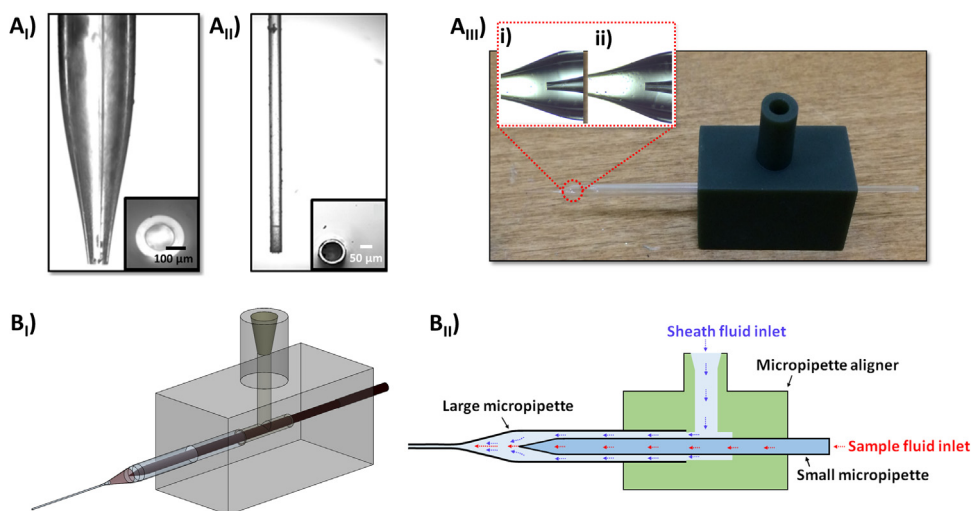 A_I)
A_II)
A_III)
i)
ii)
100 μm
50 μm
B_I)
B_II)
Sheath fluid inlet
Micropipette aligner
Large micropipette
Sample fluid inlet
Small micropipette